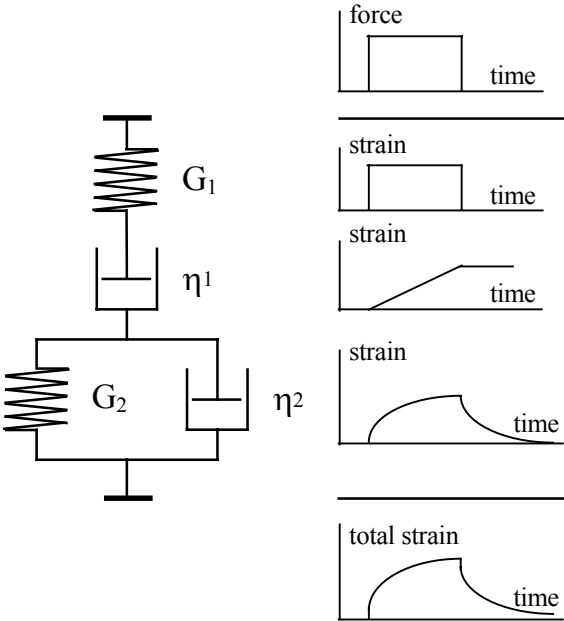 force
time
strain
time
G₁
strain
time
η1
strain
time
G₂
η2
total strain
time